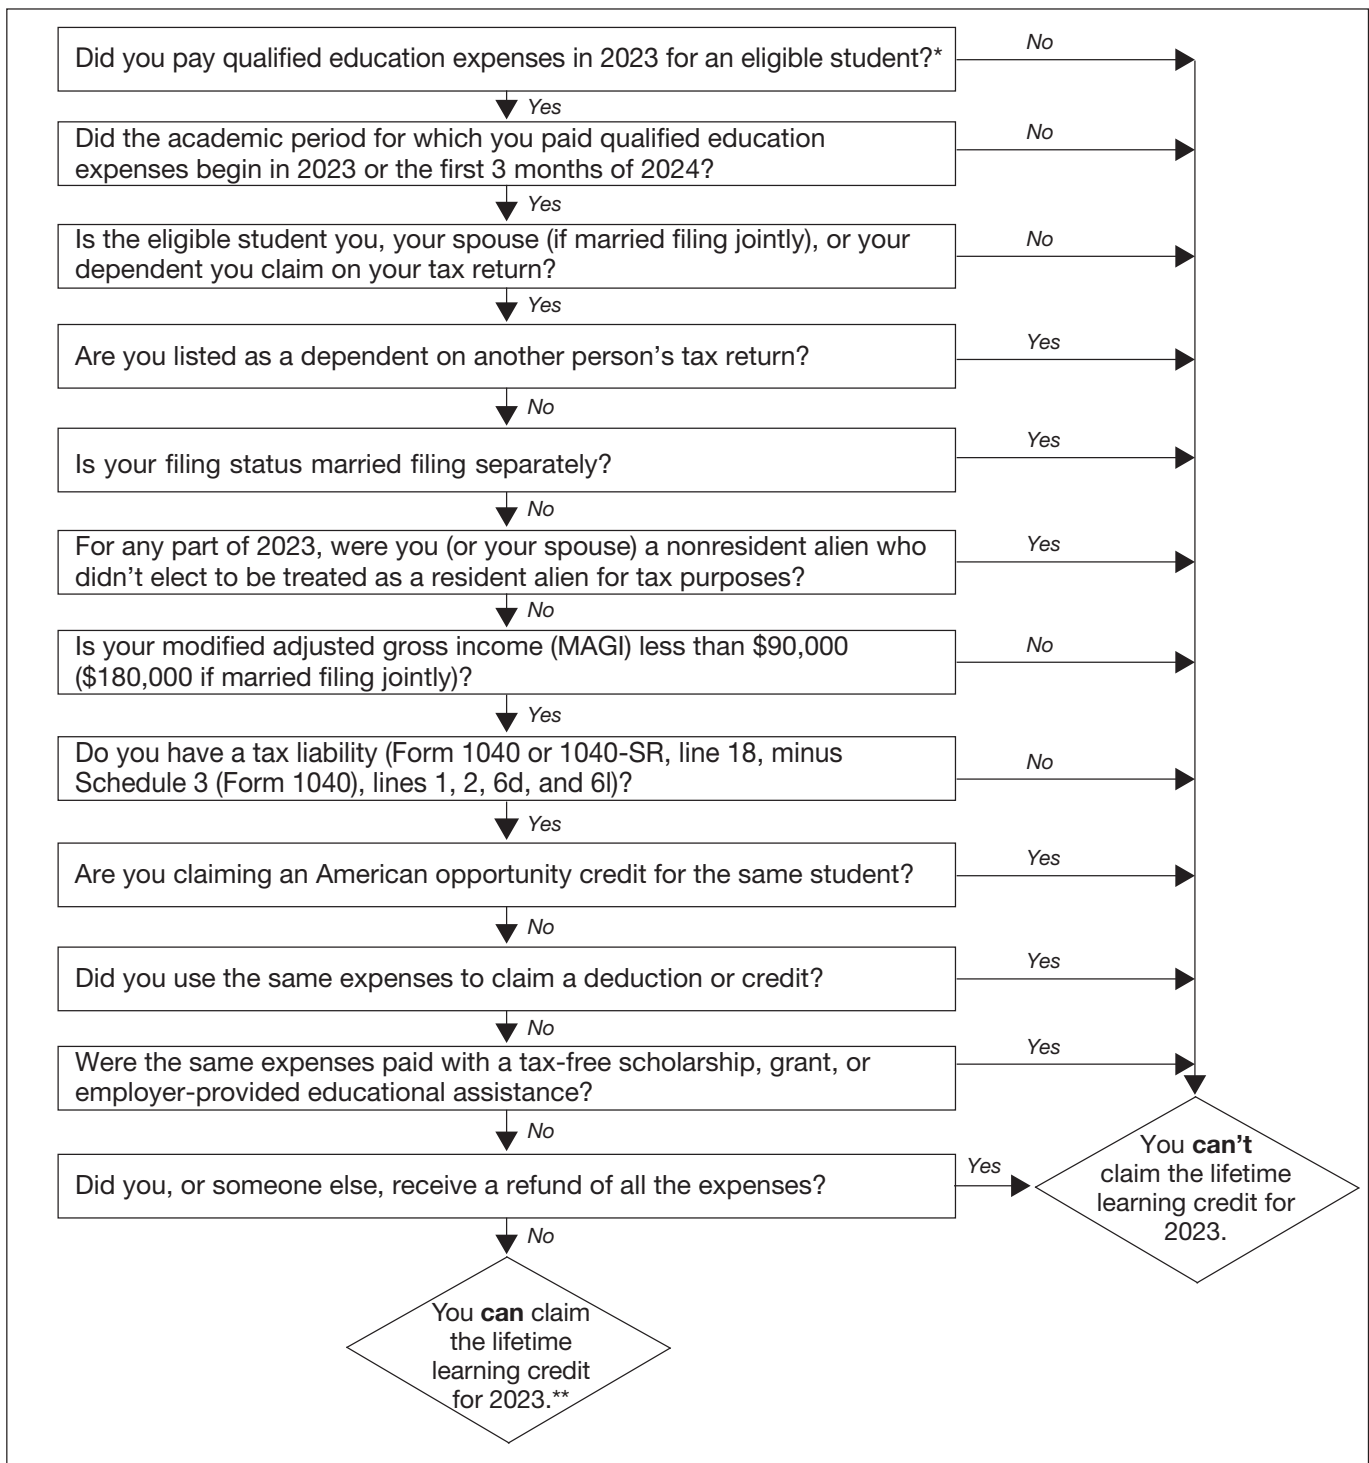 Did you pay qualified education expenses in 2023 for an eligible student?*
No
Yes
Did the academic period for which you paid qualified education
expenses begin in 2023 or the first 3 months of 2024?
No
Yes
Is the eligible student you, your spouse (if married filing jointly), or your
dependent you claim on your tax return?
No
Yes
Are you listed as a dependent on another person’s tax return?
Yes
No
Is your filing status married filing separately?
Yes
No
For any part of 2023, were you (or your spouse) a nonresident alien who
didn’t elect to be treated as a resident alien for tax purposes?
Yes
No
Is your modified adjusted gross income (MAGI) less than $90,000
($180,000 if married filing jointly)?
No
Yes
Do you have a tax liability (Form 1040 or 1040-SR, line 18, minus
Schedule 3 (Form 1040), lines 1, 2, 6d, and 6l)?
No
Yes
Are you claiming an American opportunity credit for the same student?
Yes
No
Did you use the same expenses to claim a deduction or credit?
Yes
No
Were the same expenses paid with a tax-free scholarship, grant, or
employer-provided educational assistance?
Yes
No
Did you, or someone else, receive a refund of all the expenses?
Yes
You can’t
claim the lifetime
learning credit for
2023.
No
You can claim
the lifetime
learning credit
for 2023.**